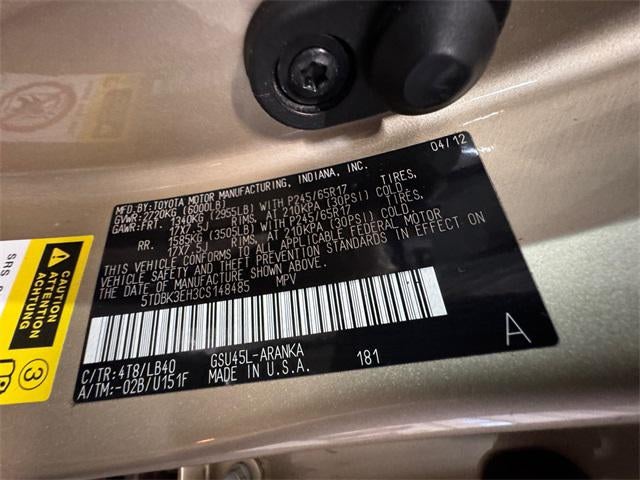 04/12
MFD.BY:TOYOTA MOTOR MANUFACTURING, INDIANA, INC.
GVWR:2720KG (6000LB)
GAWR:FRT. 1340KG (2955LB) WITH P245/65R17 TIRES,
17X7.5J RIMS, AT 210KPA (30PSI) COLD.
RR. 1585KG (3505LB) WITH P245/65R17 TIRES,
17X7.5J RIMS, AT 210KPA (30PSI) COLD.
THIS VEHICLE CONFORMS TO ALL APPLICABLE FEDERAL MOTOR
VEHICLE SAFETY AND THEFT PREVENTION STANDARDS IN EFFECT ON
THE DATE OF MANUFACTURE SHOWN ABOVE.
5TDBK3EH3CS148485 MPV
C/TR:4T8/LB40 GSU45L-ARANKA 181
A/TM:-02B/U151F MADE IN U.S.A.
A
CAUTION
ATTENTION
ACHTUNG
SRS
3